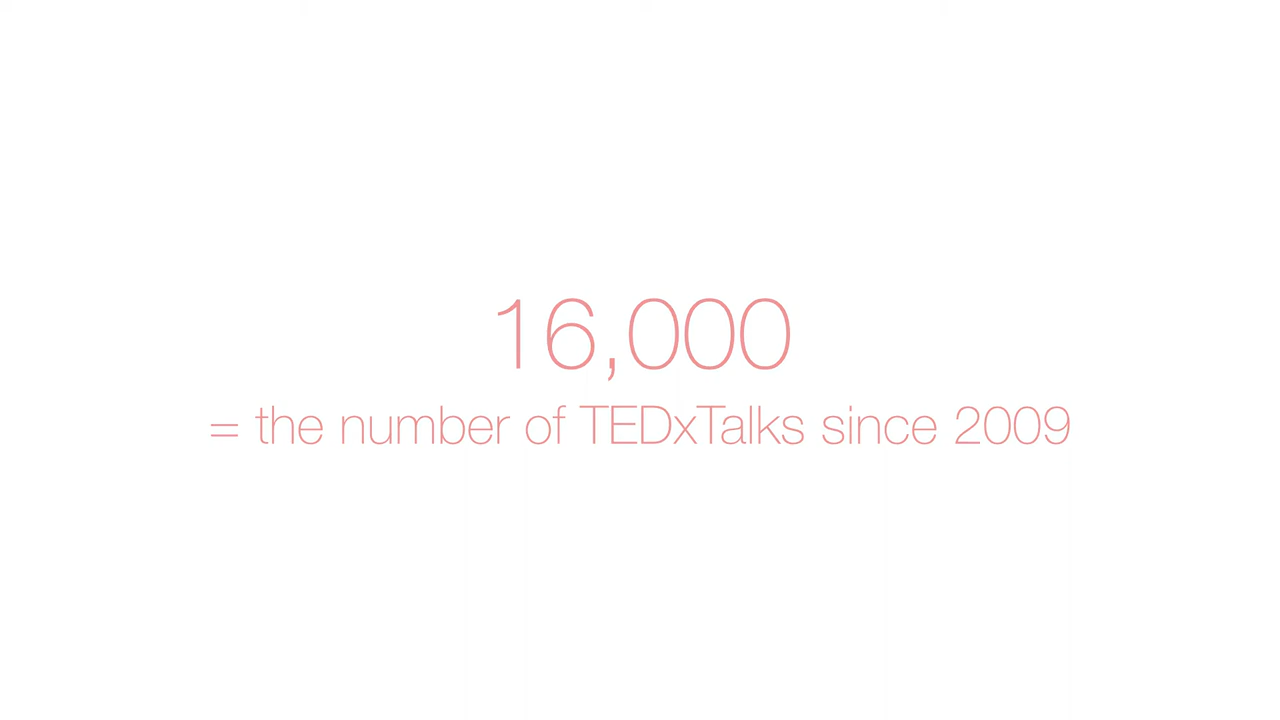 16,000
= the number of TEDxTalks since 2009